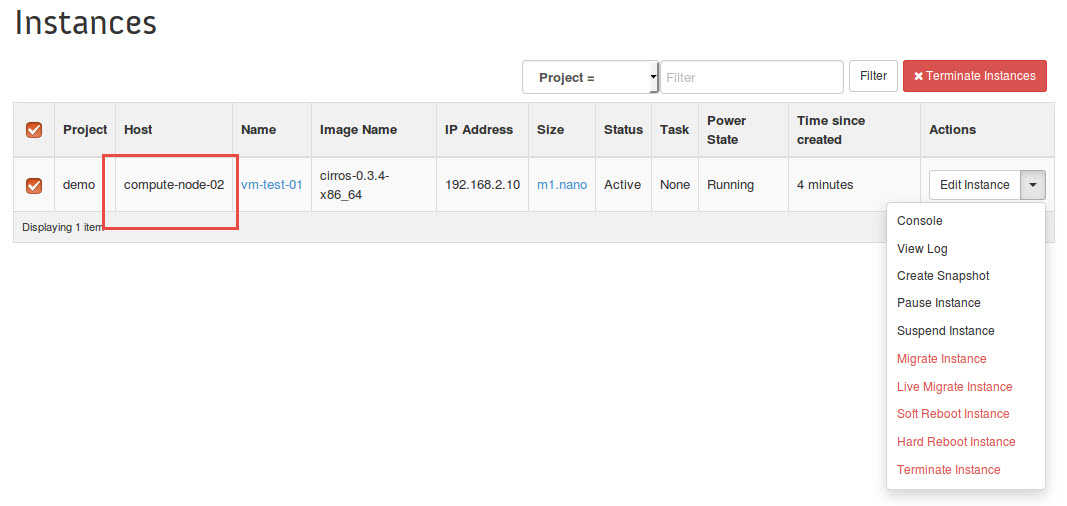 Instances
Project = Filter Filter ✖ Terminate Instances
Project Host Name Image Name IP Address Size Status Task Power State Time since created Actions
demo compute-node-02 vm-test-01 cirros-0.3.4-x86_64 192.168.2.10 m1.nano Active None Running 4 minutes Edit Instance
Displaying 1 item
Console
View Log
Create Snapshot
Pause Instance
Suspend Instance
Migrate Instance
Live Migrate Instance
Soft Reboot Instance
Hard Reboot Instance
Terminate Instance